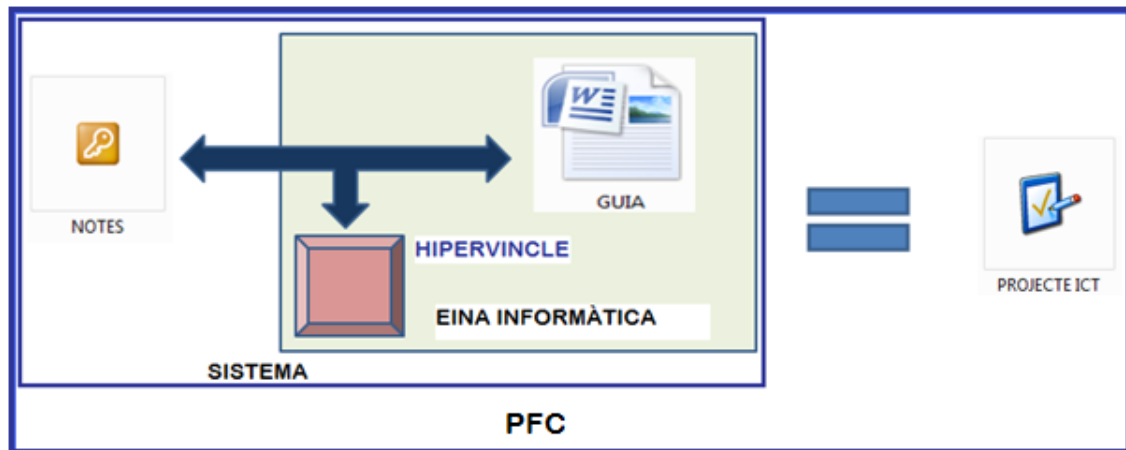 W
GUIA
NOTES
HIPERVINCLE
EINA INFORMÀTICA
PROJECTE ICT
SISTEMA
PFC